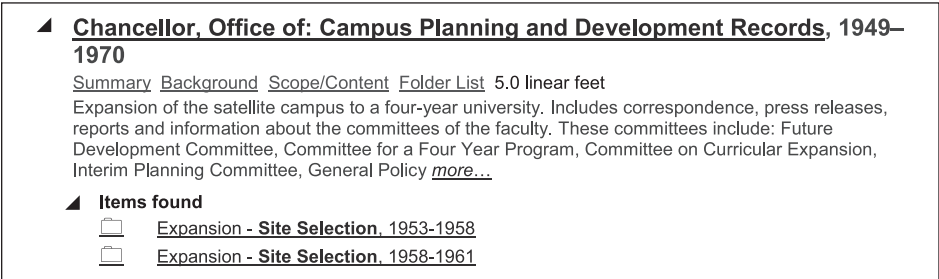 Chancellor, Office of: Campus Planning and Development Records, 1949–
1970
Summary Background Scope/Content Folder List 5.0 linear feet
Expansion of the satellite campus to a four-year university. Includes correspondence, press releases,
reports and information about the committees of the faculty. These committees include: Future
Development Committee, Committee for a Four Year Program, Committee on Curricular Expansion,
Interim Planning Committee, General Policy more…
Items found
Expansion - Site Selection, 1953-1958
Expansion - Site Selection, 1958-1961